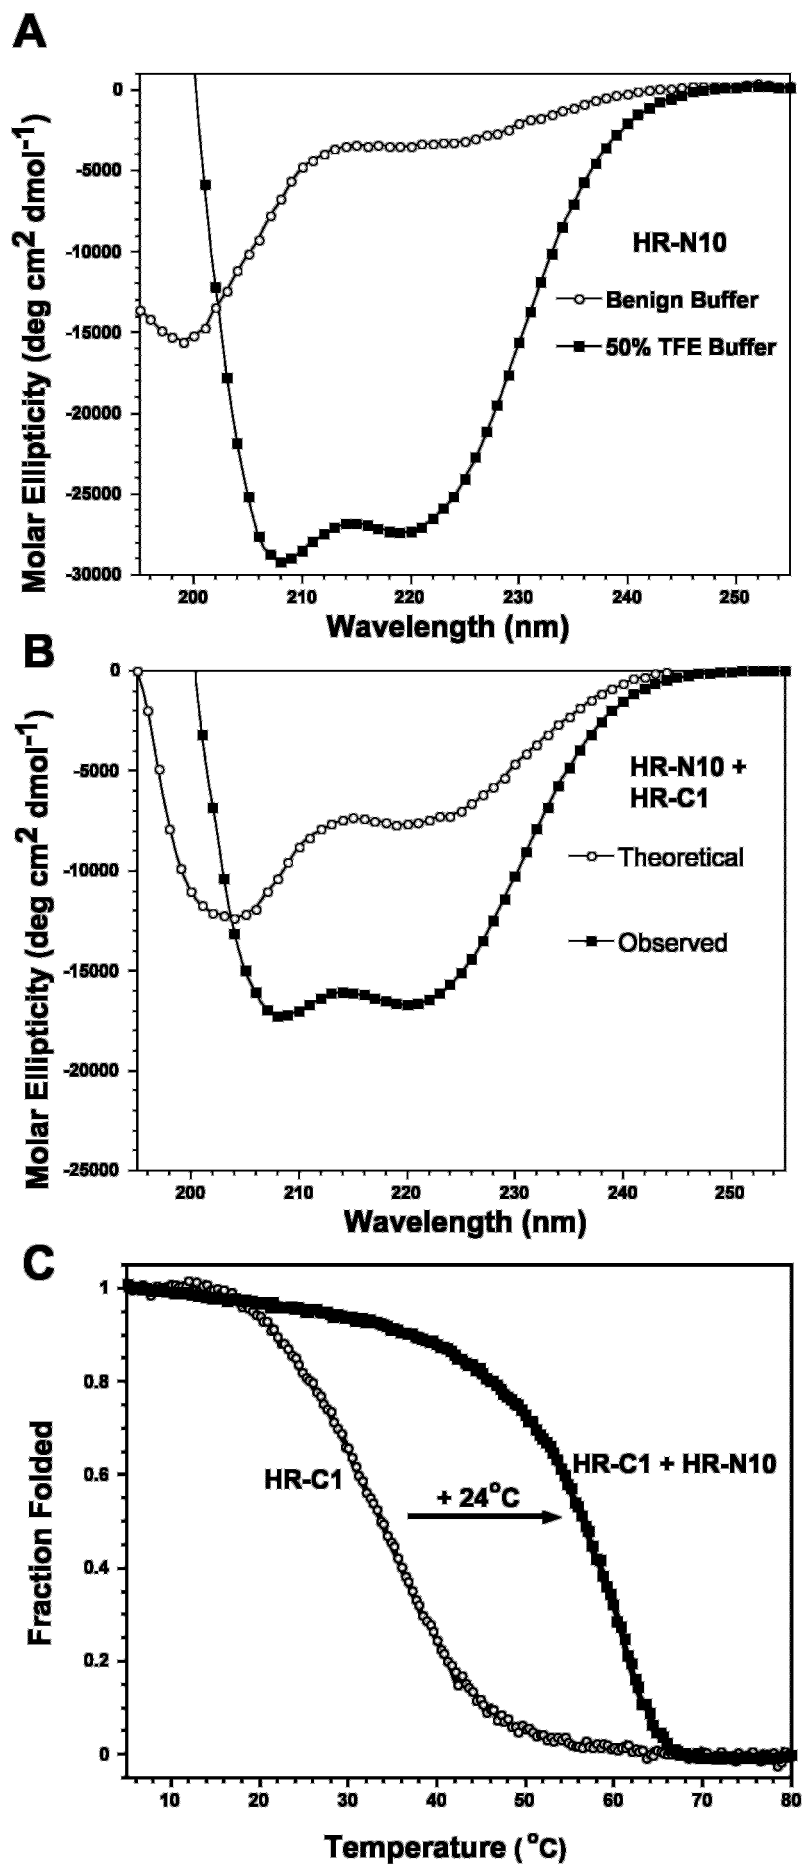 A
0
-5000
-10000
-15000
-20000
-25000
-30000
Molar Ellipticity (deg cm2 dmol-1)
HR-N10
Benign Buffer
50% TFE Buffer
200 210 220 230 240 250
Wavelength (nm)
B
0
-5000
-10000
-15000
-20000
-25000
Molar Ellipticity (deg cm2 dmol-1)
HR-N10 +
HR-C1
Theoretical
Observed
200 210 220 230 240 250
Wavelength (nm)
C
1
0.8
0.6
0.4
0.2
0
Fraction Folded
HR-C1
HR-C1 + HR-N10
+ 24°C
10 20 30 40 50 60 70 80
Temperature (°C)